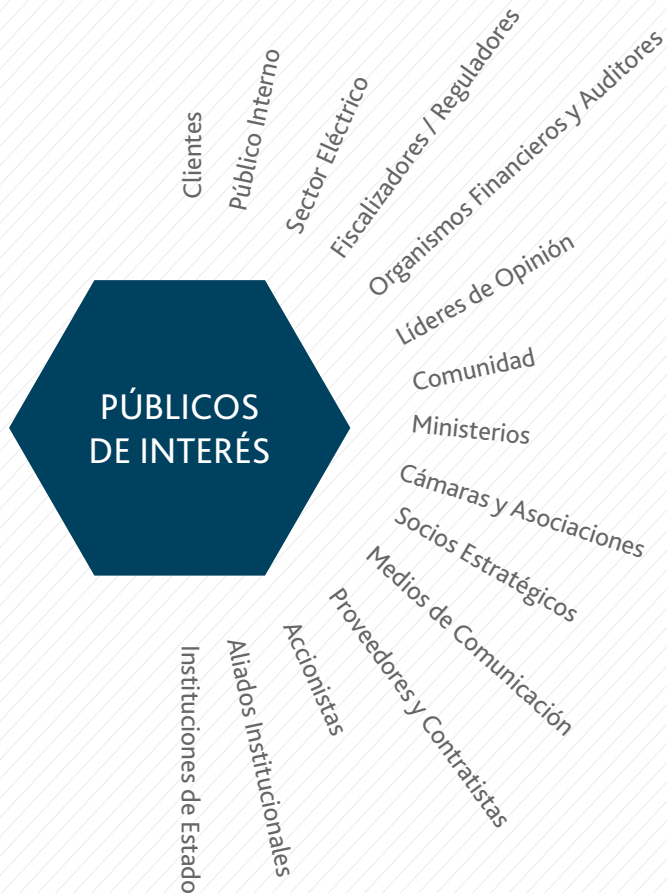 Clientes
Público Interno
Sector Eléctrico
Fiscalizadores / Reguladores
Organismos Financieros y Auditores
Líderes de Opinión
Comunidad
Ministerios
Cámaras y Asociaciones
Socios Estratégicos
Medios de Comunicación
Proveedores y Contratistas
Accionistas
Aliados Institucionales
Instituciones de Estado
PÚBLICOS
DE INTERÉS